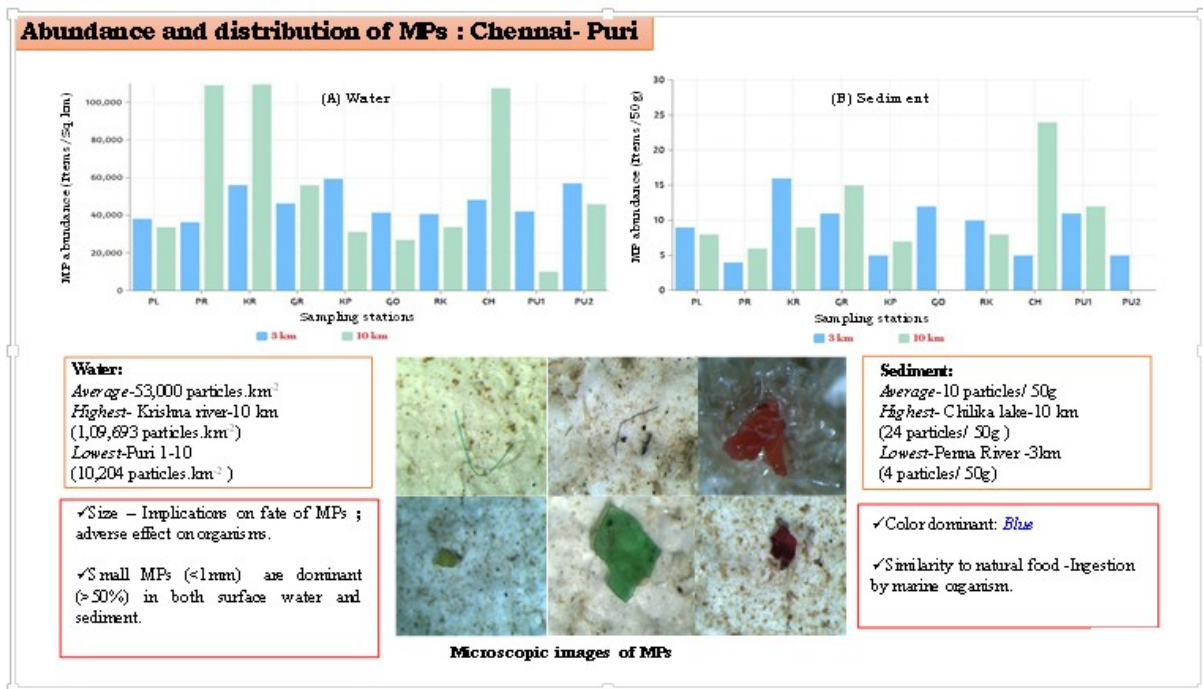 Abundance and distribution of MPs : Chennai- Puri
(A) Water
MP abundance (Items /Sq. km)
100,000
80,000
60,000
40,000
20,000
0
PL PR KR GR KP GO RK CH PU1 PU2
Sampling stations
3 km 10 km
(B) Sediment
MP abundance (Items /50 g)
30
25
20
15
10
5
0
PL PR KR GR KP GO RK CH PU1 PU2
Sampling stations
3 km 10 km
Water:
Average-53,000 particles.km-2
Highest- Krishna river-10 km
(1,09,693 particles.km-2)
Lowest-Puri 1-10
(10,204 particles.km-2 )
✓Size – Implications on fate of MPs ;
adverse effect on organisms.
✓Small MPs (<1mm) are dominant
(>50%) in both surface water and
sediment.
Microscopic images of MPs
Sediment:
Average-10 particles/ 50g
Highest- Chilika lake-10 km
(24 particles/ 50g )
Lowest-Penna River -3km
(4 particles/ 50g)
✓Color dominant: Blue
✓Similarity to natural food -Ingestion
by marine organism.